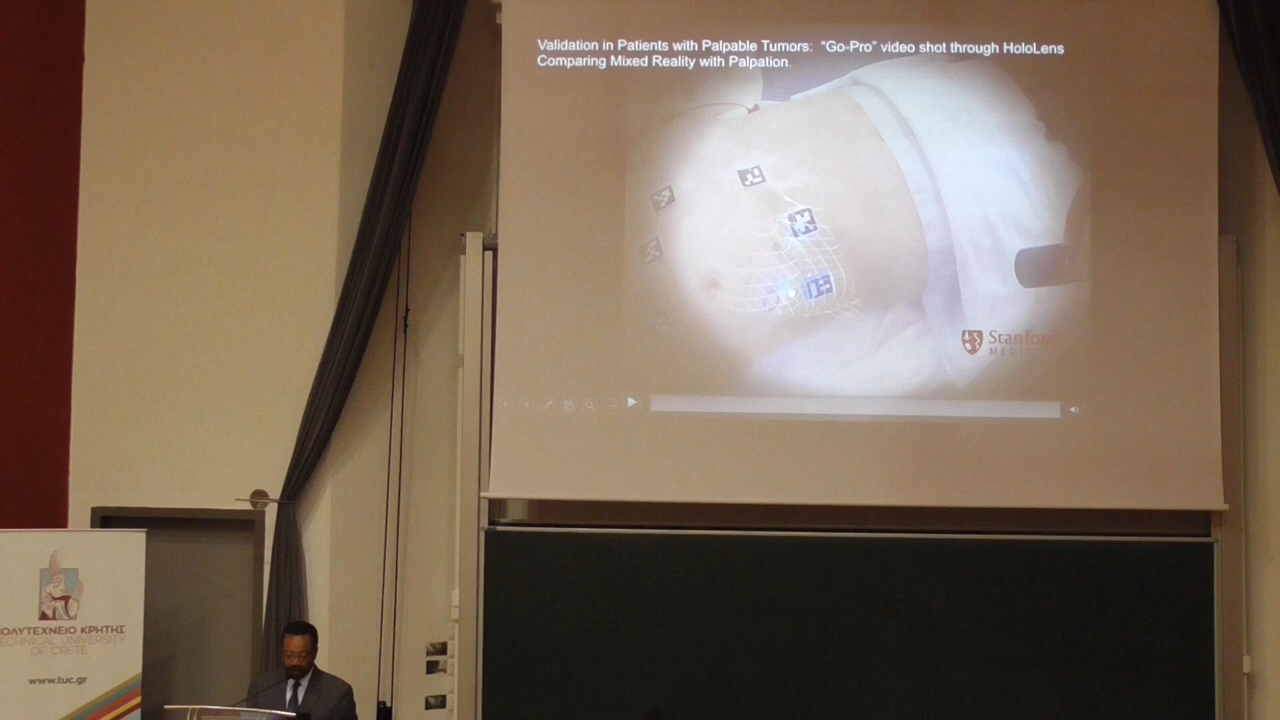 Validation in Patients with Palpable Tumors: "Go-Pro" video shot through HoloLens
Comparing Mixed Reality with Palpation.
Stanford
MEDICINE
ΠΟΛΥΤΕΧΝΕΙΟ ΚΡΗΤΗΣ
TECHNICAL UNIVERSITY
OF CRETE
www.tuc.gr